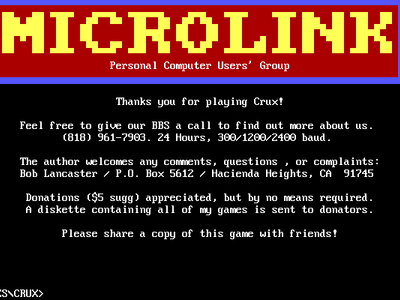 MICROLINK
Personal Computer Users' Group
Thank you for playing Crux!
Feel free to give our BBS a call to find out more about us.
(818) 961-7903. 24 Hours, 300/1200/2400 baud.
The author welcomes any comments, questions , or complaints:
Bob Lancaster / P.O. Box 5612 / Hacienda Heights, CA 91745
Donations ($5 sugg) appreciated, but by no means required.
A diskette containing all of my games is sent to donators.
Please share a copy of this game with friends!
ES\CRUX>